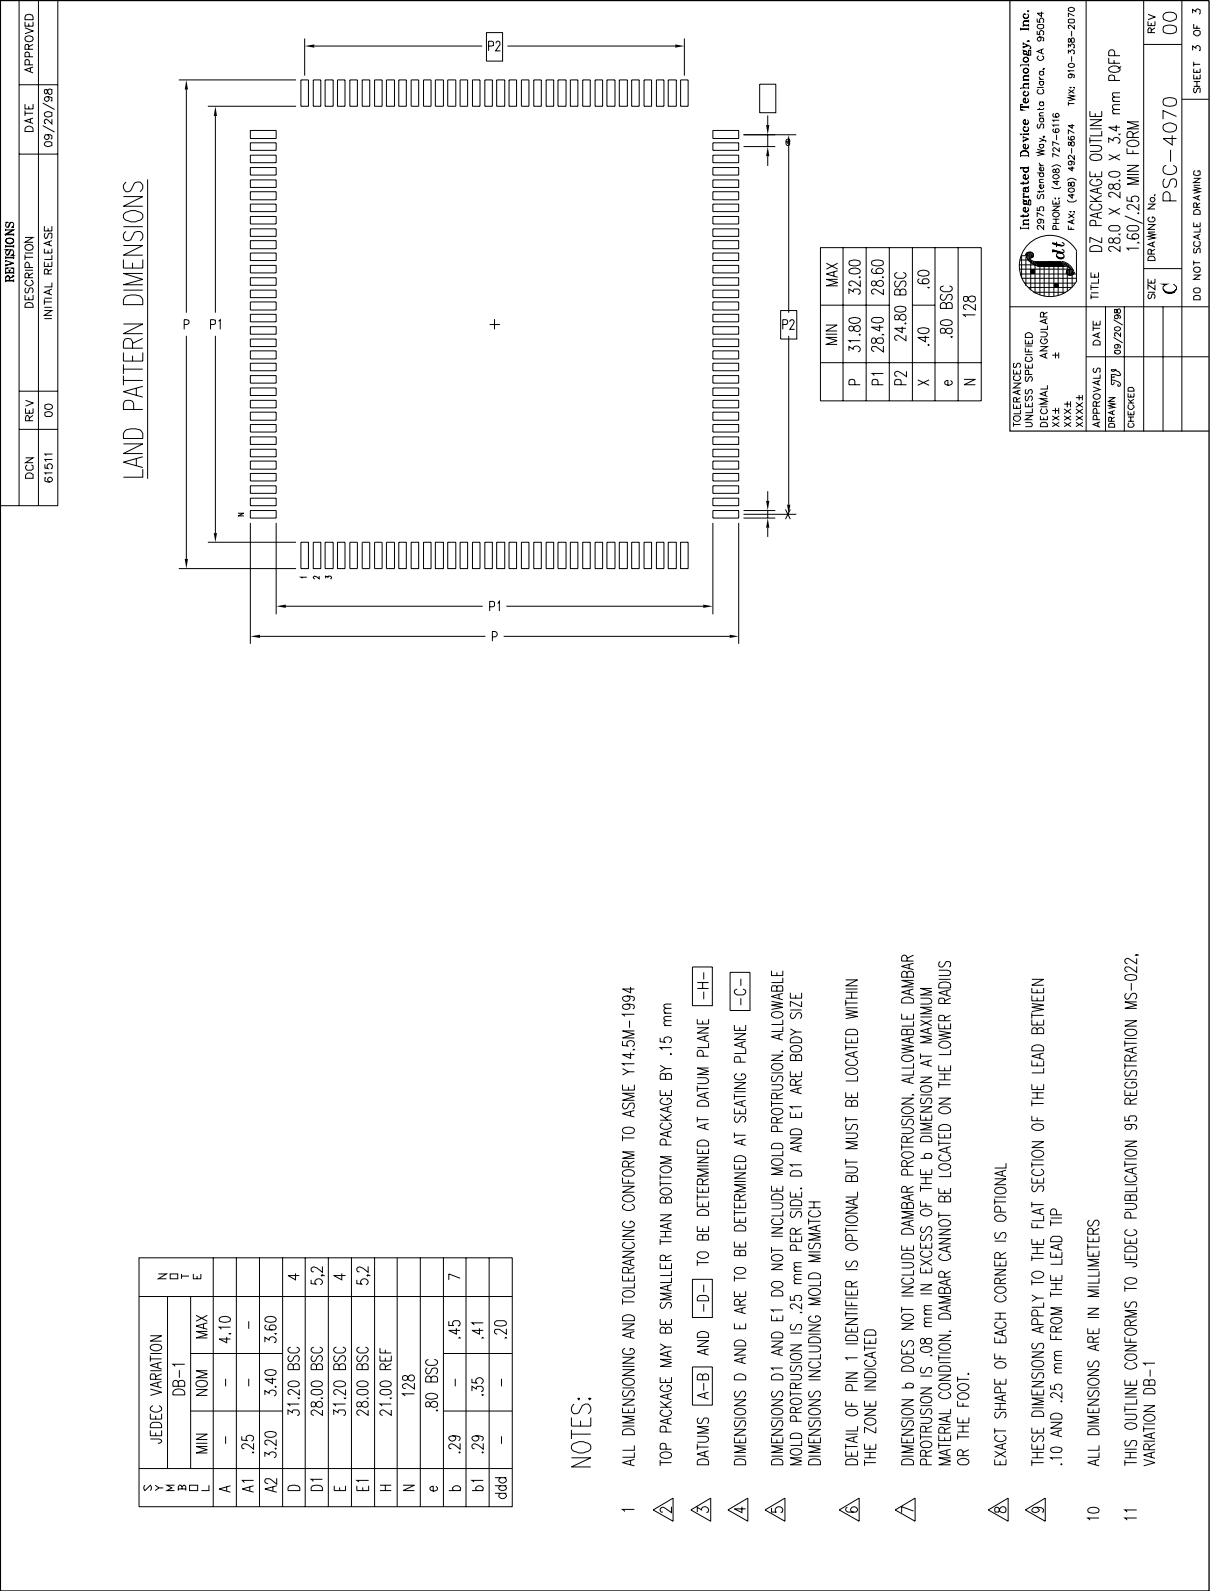 REVISIONS
DCN REV DESCRIPTION DATE APPROVED
61511 00 INITIAL RELEASE 09/20/98
LAND PATTERN DIMENSIONS
P
P1
P2
N
1
2
3
P1
P
P2
X
e
MIN MAX
P 31.80 32.00
P1 28.40 28.60
P2 24.80 BSC
X .40 .60
e .80 BSC
N 128
S Y M B O L
JEDEC VARIATION
DB-1
N O T E
MIN NOM MAX
A - - 4.10
A1 .25 - -
A2 3.20 3.40 3.60
D 31.20 BSC 4
D1 28.00 BSC 5,2
E 31.20 BSC 4
E1 28.00 BSC 5,2
H 21.00 REF
N 128
e .80 BSC
b .29 - .45 7
b1 .29 .35 .41
ddd - - .20
NOTES:
1 ALL DIMENSIONING AND TOLERANCING CONFORM TO ASME Y14.5M-1994
2 TOP PACKAGE MAY BE SMALLER THAN BOTTOM PACKAGE BY .15 mm
3 DATUMS A-B AND -D- TO BE DETERMINED AT DATUM PLANE -H-
4 DIMENSIONS D AND E ARE TO BE DETERMINED AT SEATING PLANE -C-
5 DIMENSIONS D1 AND E1 DO NOT INCLUDE MOLD PROTRUSION. ALLOWABLE
MOLD PROTRUSION IS .25 mm PER SIDE. D1 AND E1 ARE BODY SIZE
DIMENSIONS INCLUDING MOLD MISMATCH
6 DETAIL OF PIN 1 IDENTIFIER IS OPTIONAL BUT MUST BE LOCATED WITHIN
THE ZONE INDICATED
7 DIMENSION b DOES NOT INCLUDE DAMBAR PROTRUSION. ALLOWABLE DAMBAR
PROTRUSION IS .08 mm IN EXCESS OF THE b DIMENSION AT MAXIMUM
MATERIAL CONDITION. DAMBAR CANNOT BE LOCATED ON THE LOWER RADIUS
OR THE FOOT.
8 EXACT SHAPE OF EACH CORNER IS OPTIONAL
9 THESE DIMENSIONS APPLY TO THE FLAT SECTION OF THE LEAD BETWEEN
.10 AND .25 mm FROM THE LEAD TIP
10 ALL DIMENSIONS ARE IN MILLIMETERS
11 THIS OUTLINE CONFORMS TO JEDEC PUBLICATION 95 REGISTRATION MS-022,
VARIATION DB-1
TOLERANCES
UNLESS SPECIFIED
DECIMAL ANGULAR
XX± ±
XXX±
XXXX±
APPROVALS DATE
DRAWN TU 09/20/98
CHECKED
dt
Integrated Device Technology, Inc.
2975 Stender Way, Santa Clara, CA 95054
PHONE: (408) 727-6116
FAX: (408) 492-8674 TWX: 910-338-2070
TITLE DZ PACKAGE OUTLINE
28.0 X 28.0 X 3.4 mm PQFP
1.60/.25 MIN FORM
SIZE DRAWING No. REV
C PSC-4070 00
DO NOT SCALE DRAWING SHEET 3 OF 3